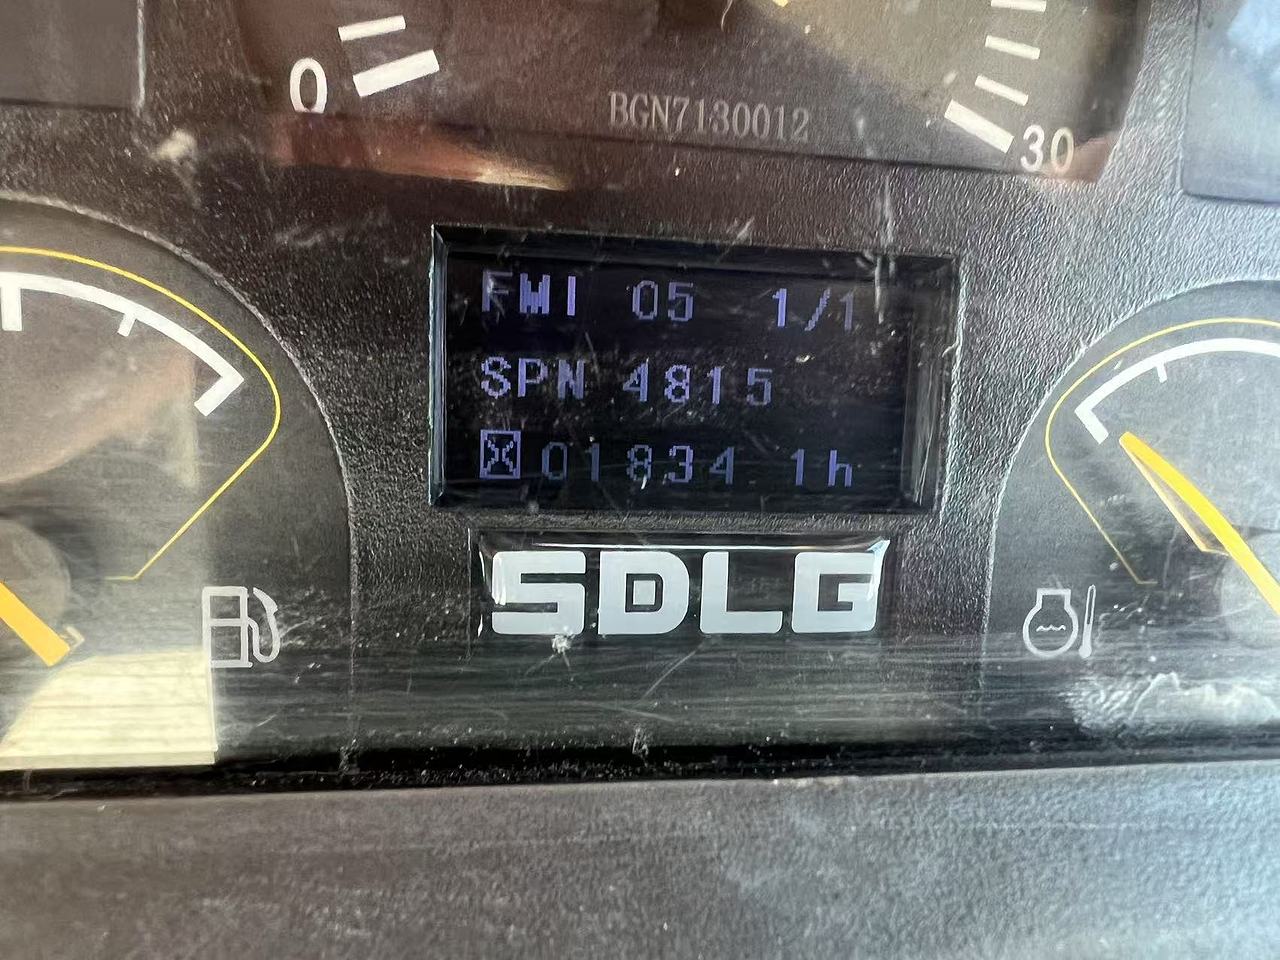 0
BGN7130012
30
FMI 05 1/1
SPN 4815
01834 1h
SDLG